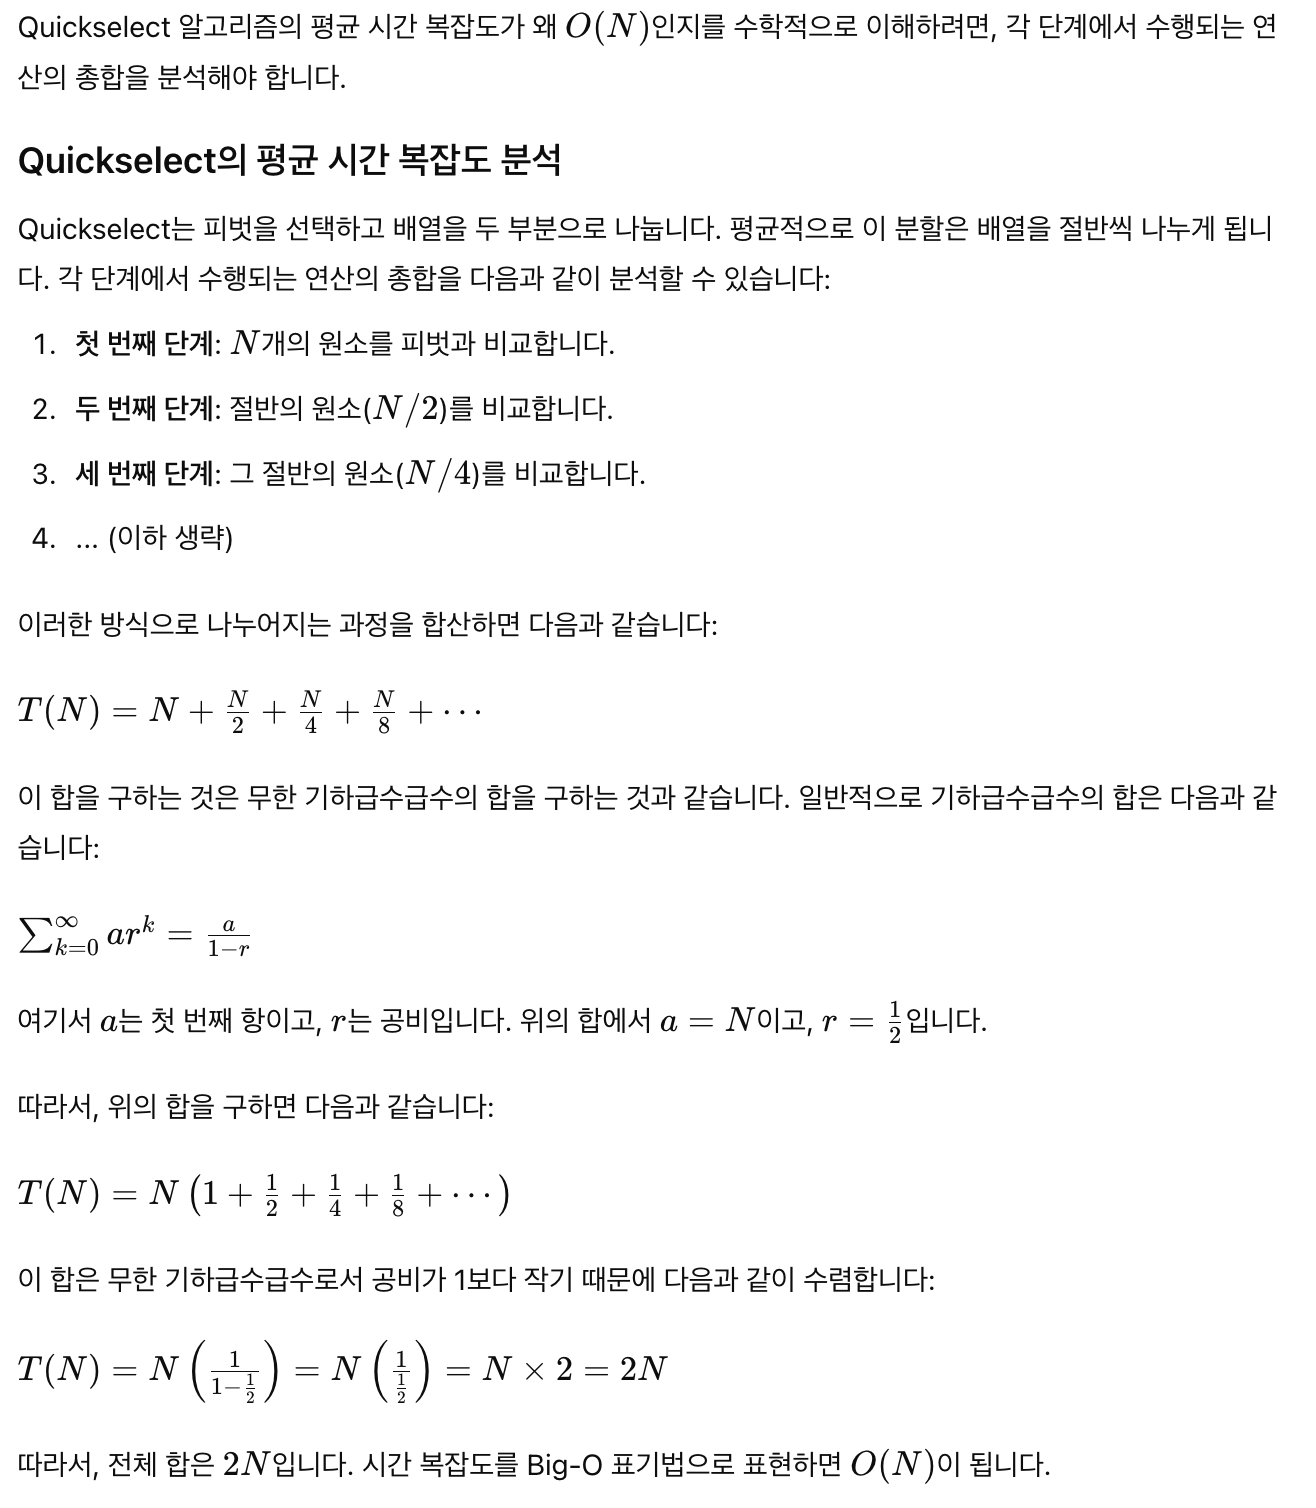 Quickselect 알고리즘의 평균 시간 복잡도가 왜 O(N)인지를 수학적으로 이해하려면, 각 단계에서 수행되는 연
산의 총합을 분석해야 합니다.
Quickselect의 평균 시간 복잡도 분석
Quickselect는 피벗을 선택하고 배열을 두 부분으로 나눕니다. 평균적으로 이 분할은 배열을 절반씩 나누게 됩니
다. 각 단계에서 수행되는 연산의 총합을 다음과 같이 분석할 수 있습니다:
1. 첫 번째 단계: N개의 원소를 피벗과 비교합니다.
2. 두 번째 단계: 절반의 원소(N/2)를 비교합니다.
3. 세 번째 단계: 그 절반의 원소(N/4)를 비교합니다.
4. ... (이하 생략)
이러한 방식으로 나누어지는 과정을 합산하면 다음과 같습니다:
T(N) = N + \frac{N}{2} + \frac{N}{4} + \frac{N}{8} + ⋯
이 합을 구하는 것은 무한 기하급수급수의 합을 구하는 것과 같습니다. 일반적으로 기하급수급수의 합은 다음과 같
습니다:
\sum_{k=0}^{∞} ar^k = \frac{a}{1-r}
여기서 a는 첫 번째 항이고, r는 공비입니다. 위의 합에서 a = N이고, r = \frac{1}{2}입니다.
따라서, 위의 합을 구하면 다음과 같습니다:
T(N) = N (1 + \frac{1}{2} + \frac{1}{4} + \frac{1}{8} + ⋯)
이 합은 무한 기하급수급수로서 공비가 1보다 작기 때문에 다음과 같이 수렴합니다:
T(N) = N (\frac{1}{1-\frac{1}{2}}) = N (\frac{1}{\frac{1}{2}}) = N × 2 = 2N
따라서, 전체 합은 2N입니다. 시간 복잡도를 Big-O 표기법으로 표현하면 O(N)이 됩니다.